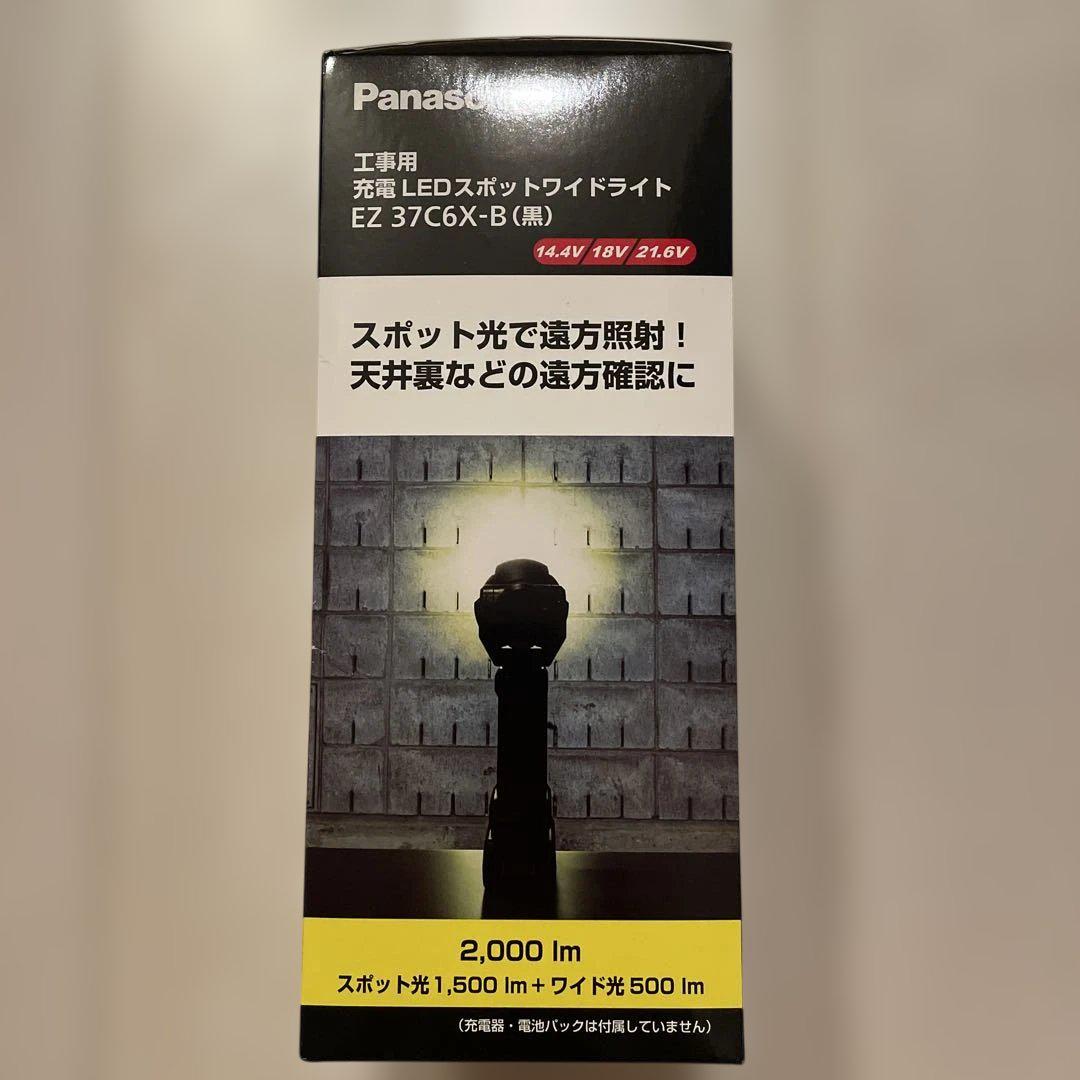 Panasonic
工事用
充電 LEDスポットワイドライト
EZ 37C6X-B(黒)
14.4V/18V/21.6V
スポット光で遠方照射!
天井裏などの遠方確認に
2,000 lm
スポット光1,500 lm+ワイド光500 lm
(充電器・電池パックは付属していません)